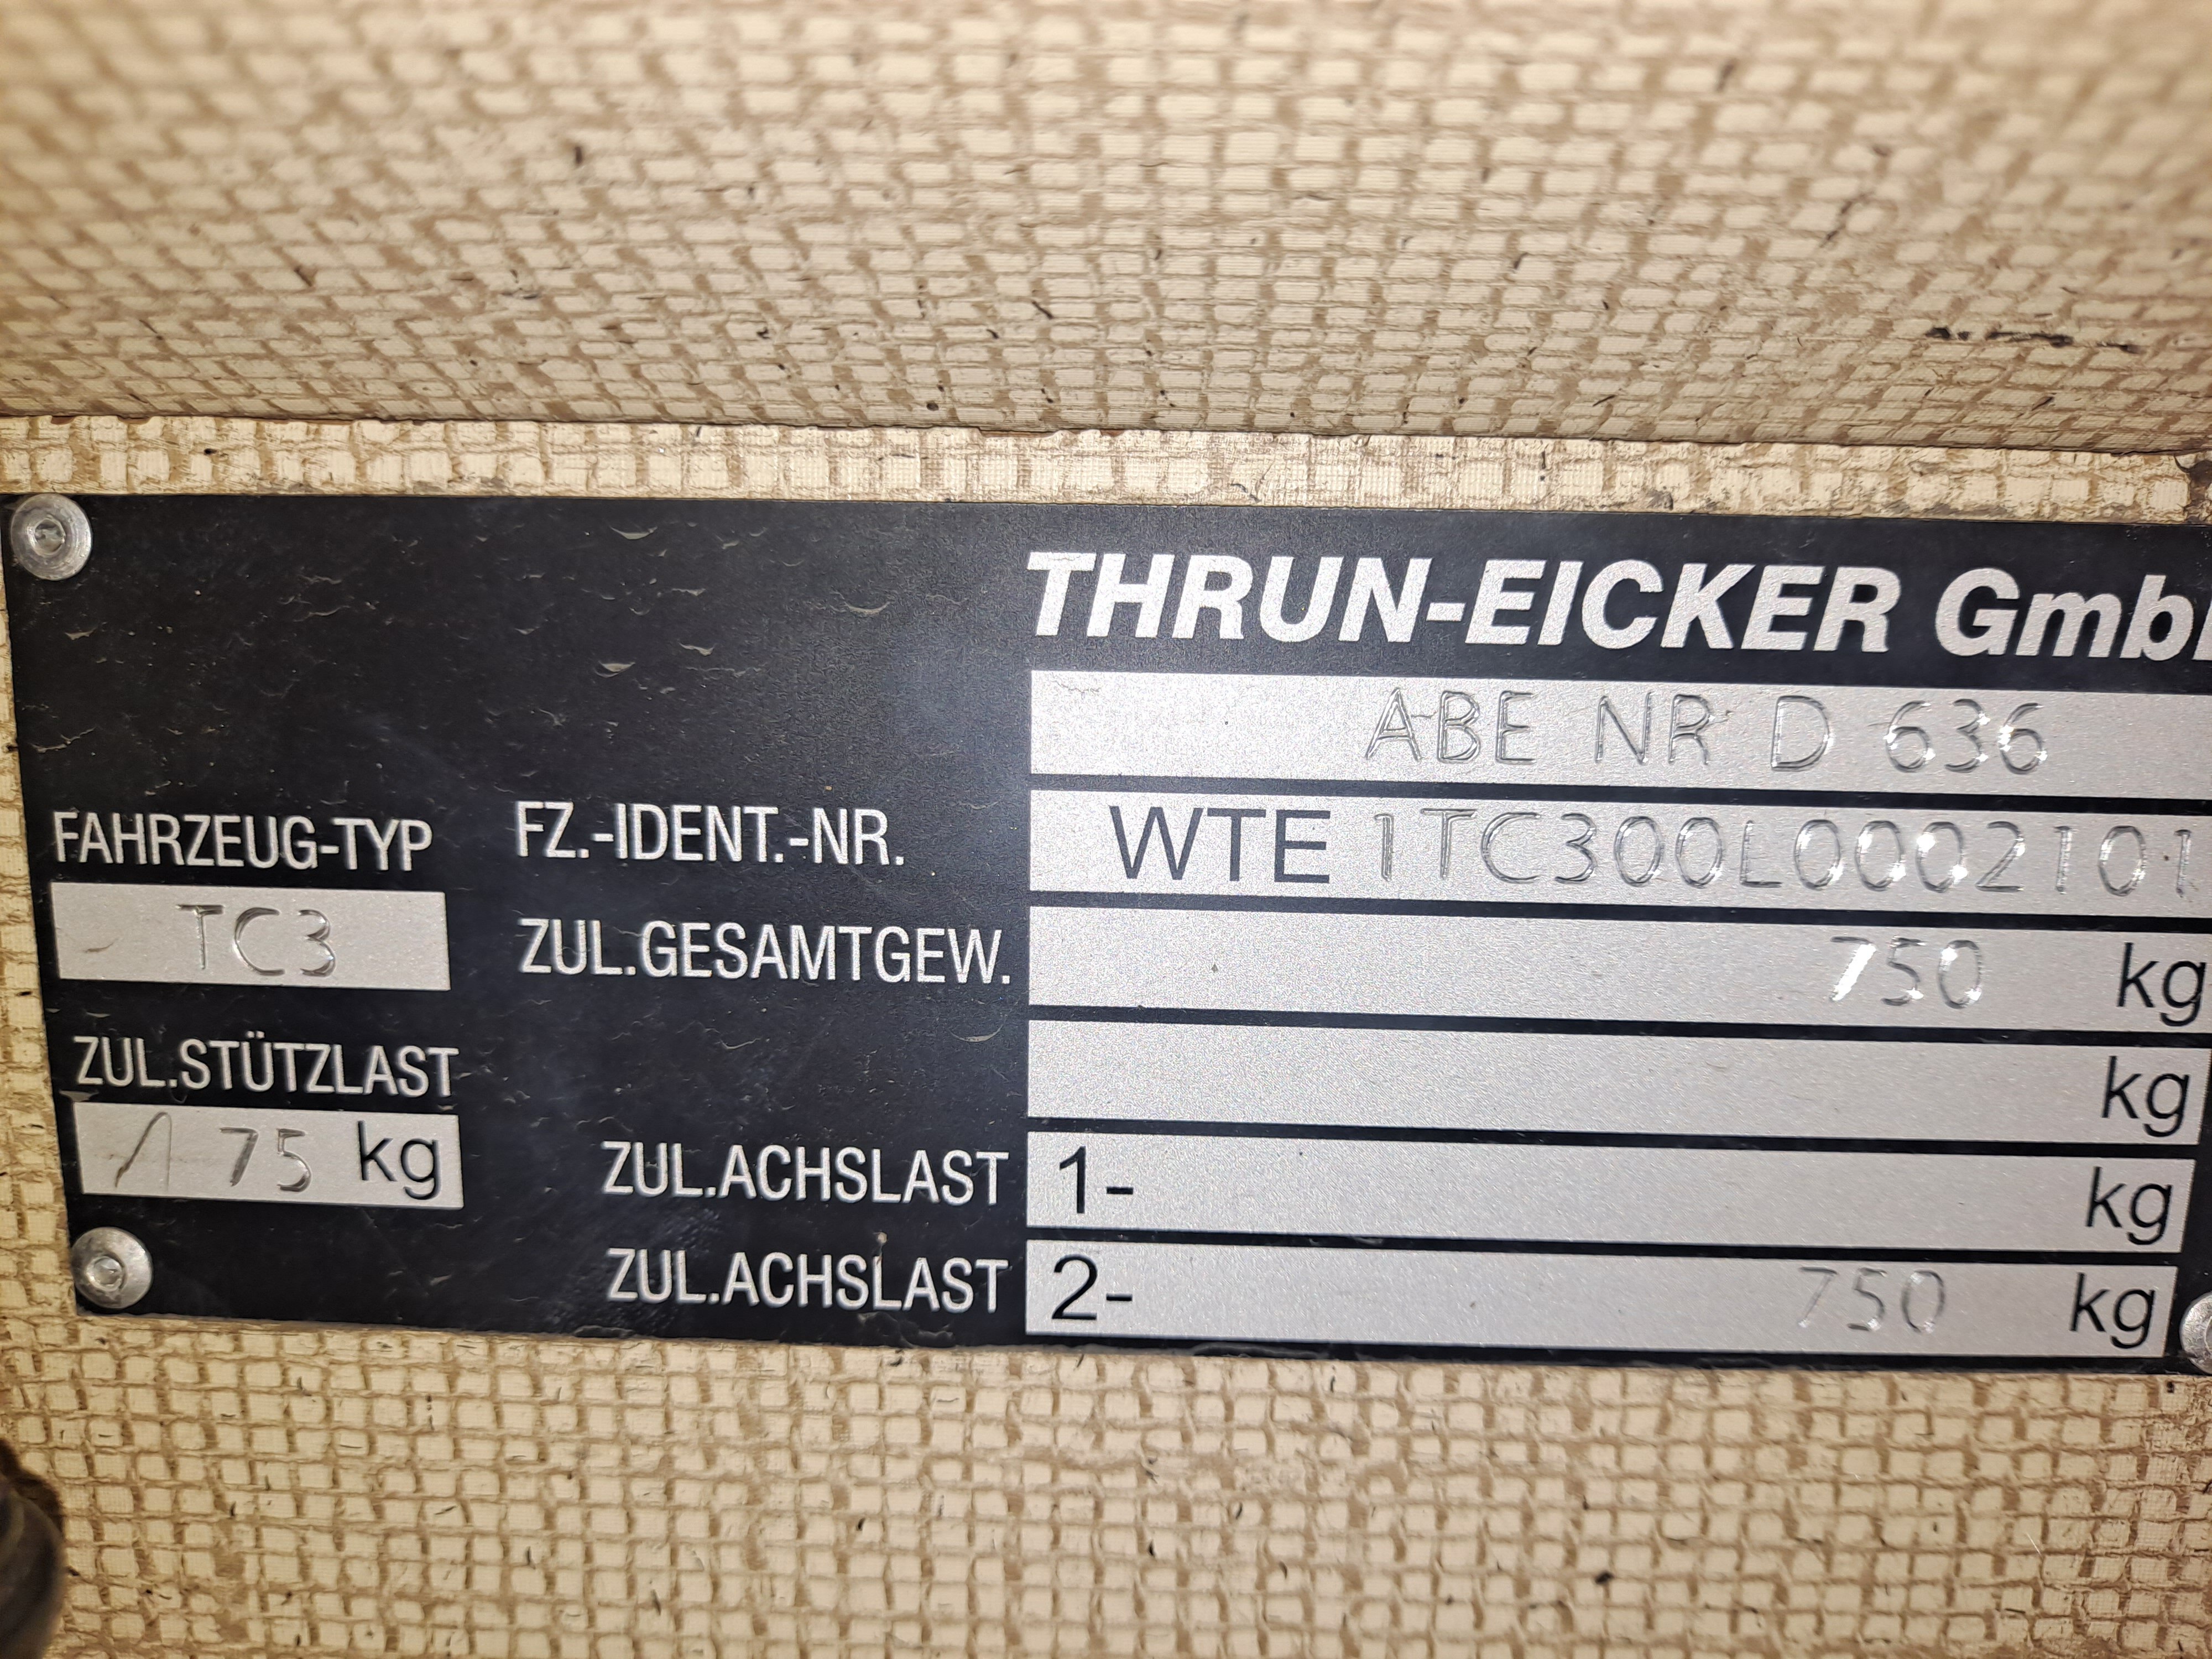 THRUN-EICKER Gmb
ABE NR D 636
FAHRZEUG-TYP
FZ.-IDENT.-NR.
WTE 1TC300L0002101
TC3
ZUL.GESAMTGEW.
750 kg
ZUL.STÜTZLAST
kg
75 kg
ZUL.ACHSLAST 1- kg
ZUL.ACHSLAST 2- 750 kg